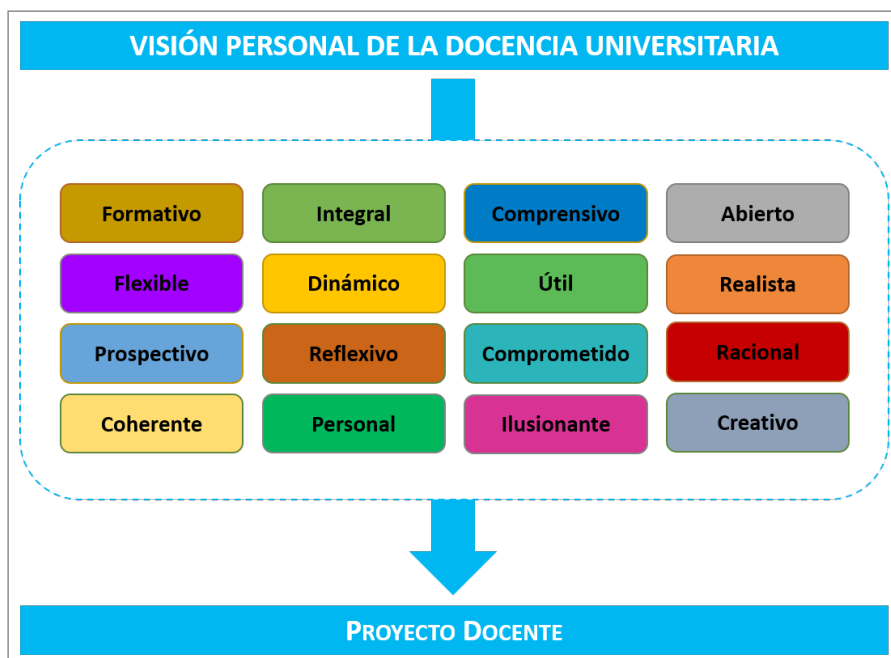 VISIÓN PERSONAL DE LA DOCENCIA UNIVERSITARIA
Formativo Integral Comprensivo Abierto
Flexible Dinámico Útil Realista
Prospectivo Reflexivo Comprometido Racional
Coherente Personal Ilusionante Creativo
PROYECTO DOCENTE